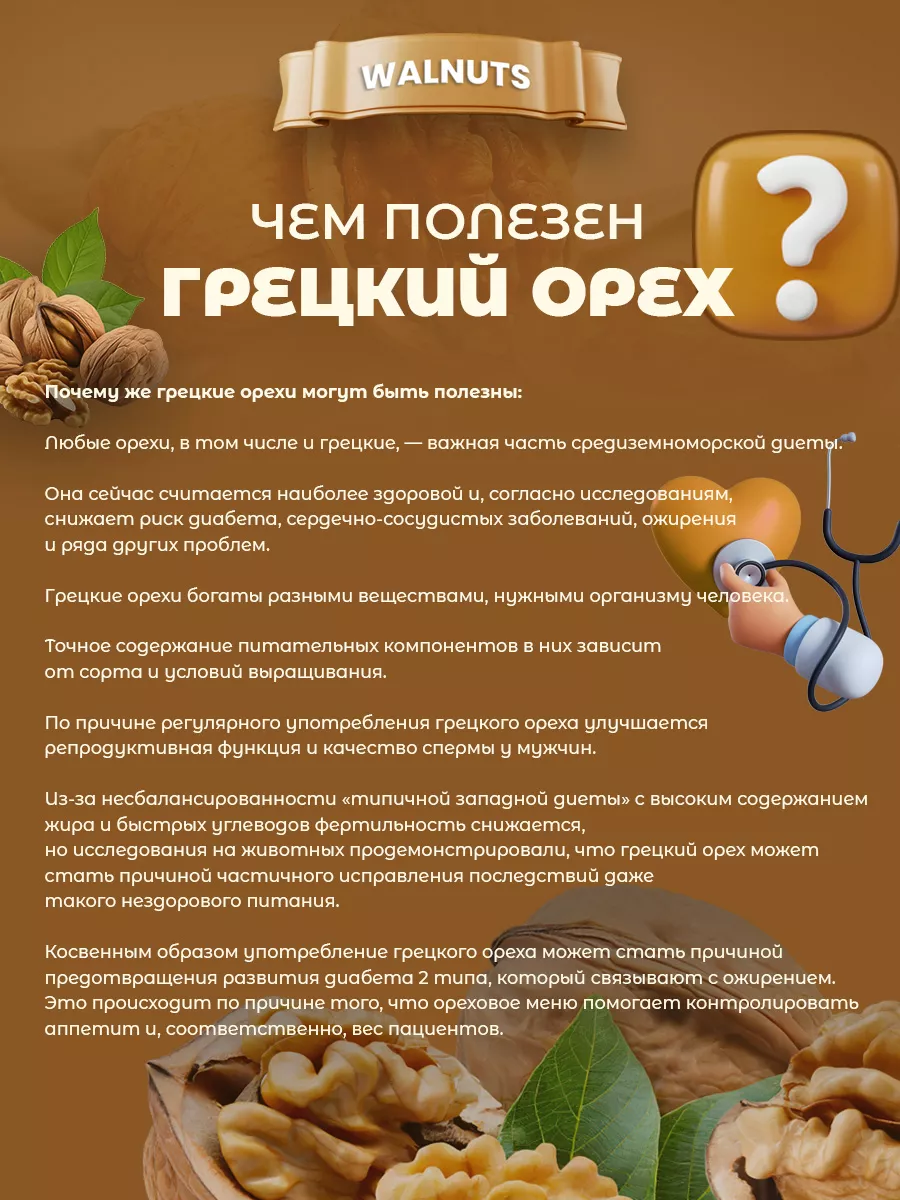 WALNUTS
?
ЧЕМ ПОЛЕЗЕН
ГРЕЦКИЙ ОРЕХ
Почему же грецкие орехи могут быть полезны:
Любые орехи, в том числе и грецкие, — важная часть средиземноморской диеты.
Она сейчас считается наиболее здоровой и, согласно исследованиям,
снижает риск диабета, сердечно-сосудистых заболеваний, ожирения
и ряда других проблем.
Грецкие орехи богаты разными веществами, нужными организму человека.
Точное содержание питательных компонентов в них зависит
от сорта и условий выращивания.
По причине регулярного употребления грецкого ореха улучшается
репродуктивная функция и качество спермы у мужчин.
Из-за несбалансированности «типичной западной диеты» с высоким содержанием
жира и быстрых углеводов фертильность снижается,
но исследования на животных продемонстрировали, что грецкий орех может
стать причиной частичного исправления последствий даже
такого нездорового питания.
Косвенным образом употребление грецкого ореха может стать причиной
предотвращения развития диабета 2 типа, который связывают с ожирением.
Это происходит по причине того, что ореховое меню помогает контролировать
аппетит и, соответственно, вес пациентов.